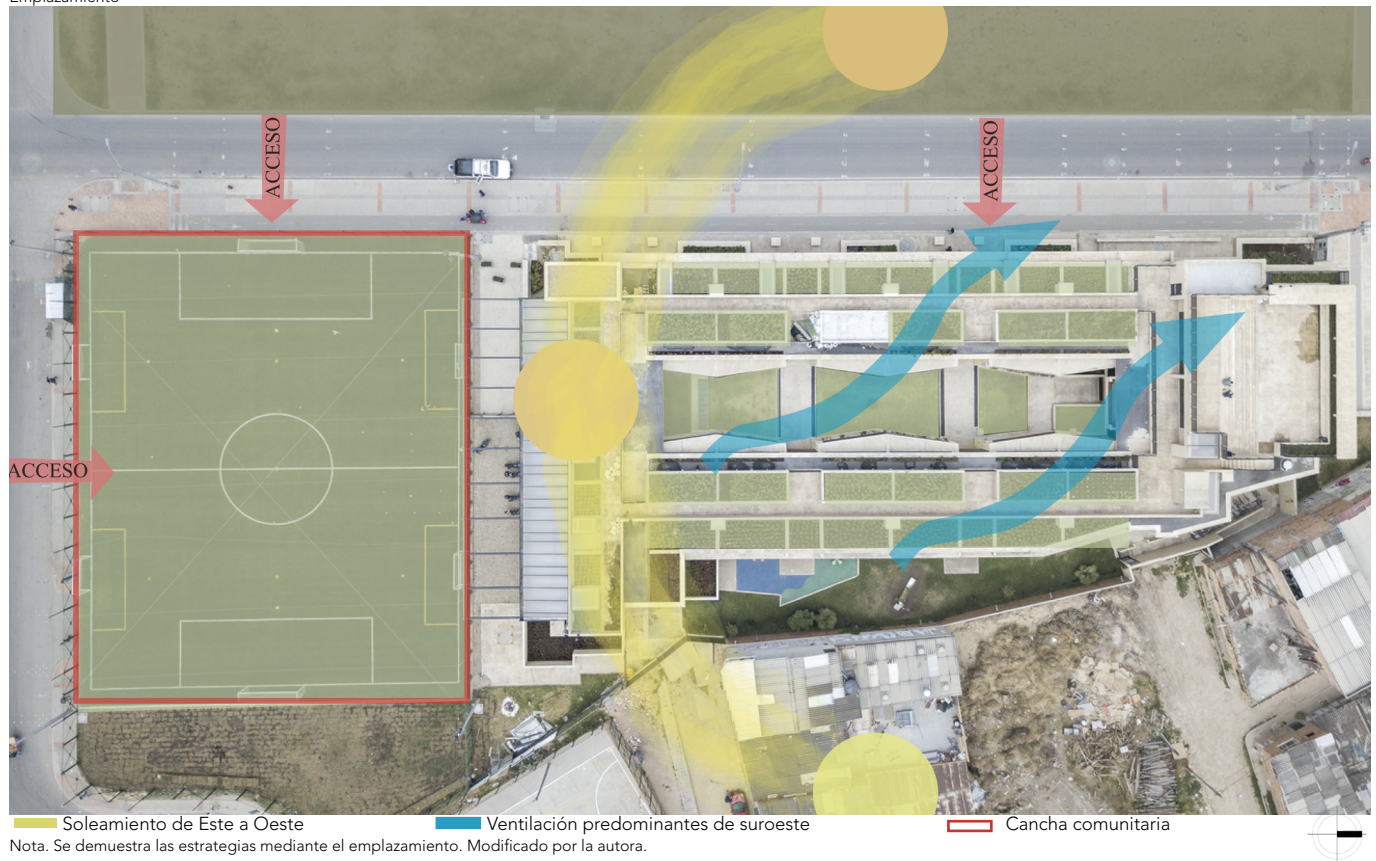 Emplazamiento
ACCESO
ACCESO
ACCESO
Soleamiento de Este a Oeste
Ventilación predominantes de suroeste
Cancha comunitaria
Nota. Se demuestra las estrategias mediante el emplazamiento. Modificado por la autora.